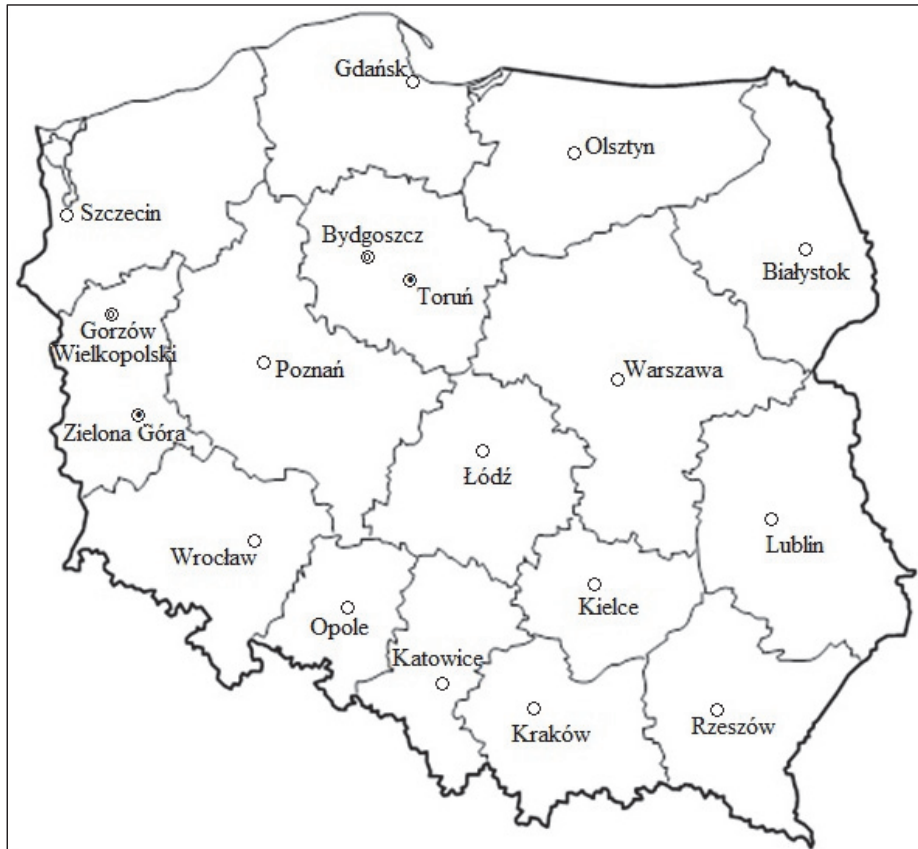 Gdańsk
Olsztyn
Szczecin
Bydgoszcz
Białystok
Toruń
Gorzów
Wielkopolski
Poznań
Warszawa
Zielona Góra
Łódź
Wrocław
Lublin
Kielce
Opole
Katowice
Kraków
Rzeszów